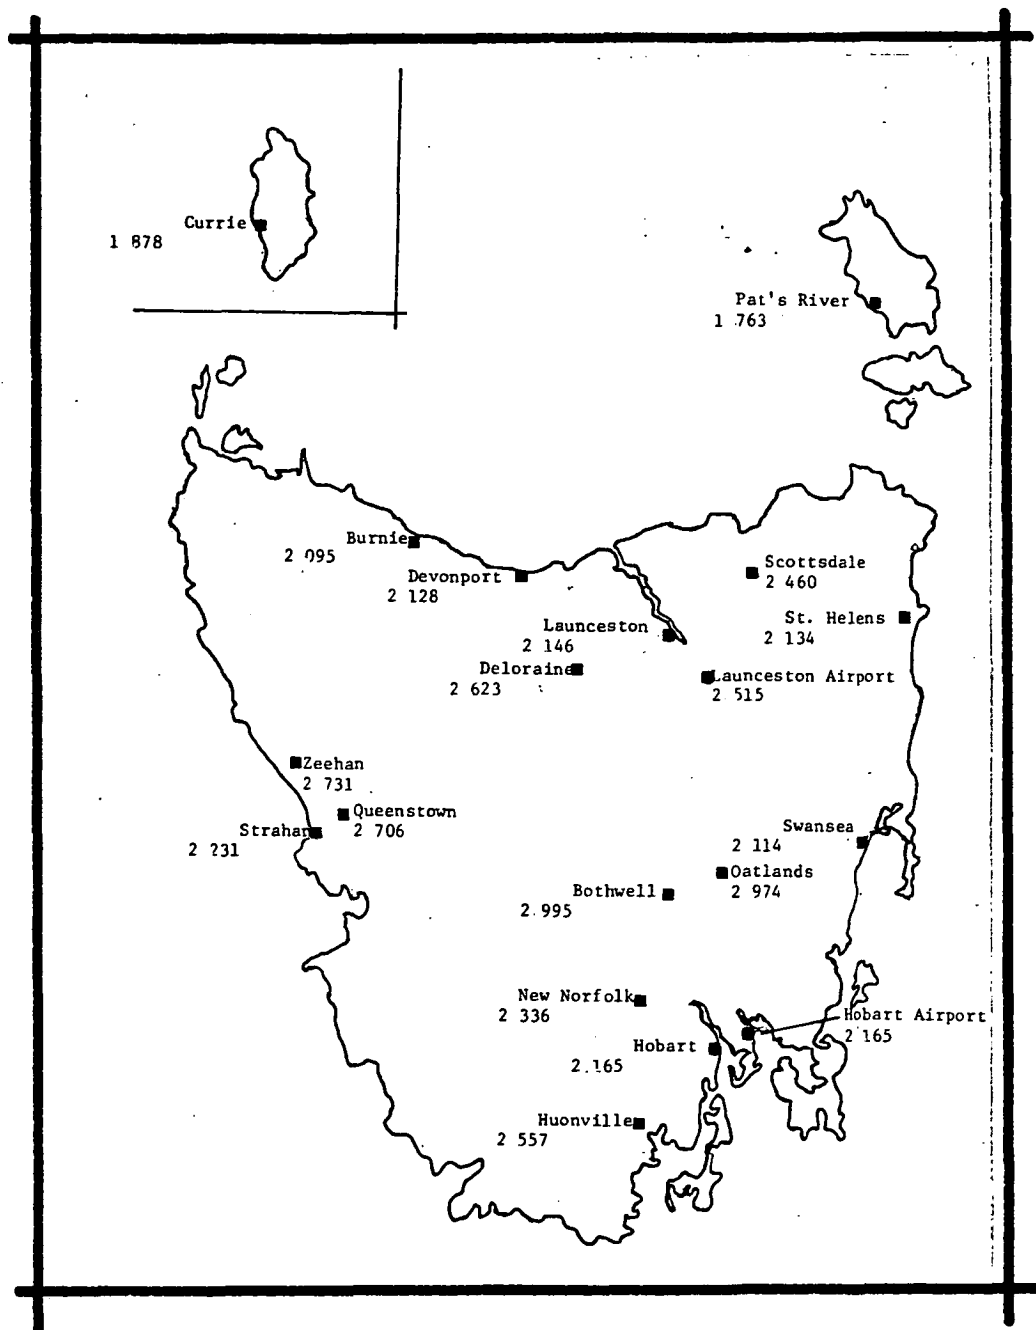 Currie
1 878
Pat's River
1 763
Burnie
2 095
Devonport
2 128
Scottsdale
2 460
St. Helens
2 134
Launceston
2 146
Deloraine
2 623
Launceston Airport
2 515
Zeehan
2 731
Queenstown
2 706
Strahan
2 231
Swansea
2 114
Oatlands
2 974
Bothwell
2.995
New Norfolk
2 336
Hobart Airport
2 165
Hobart
2.165
Huonville
2 557